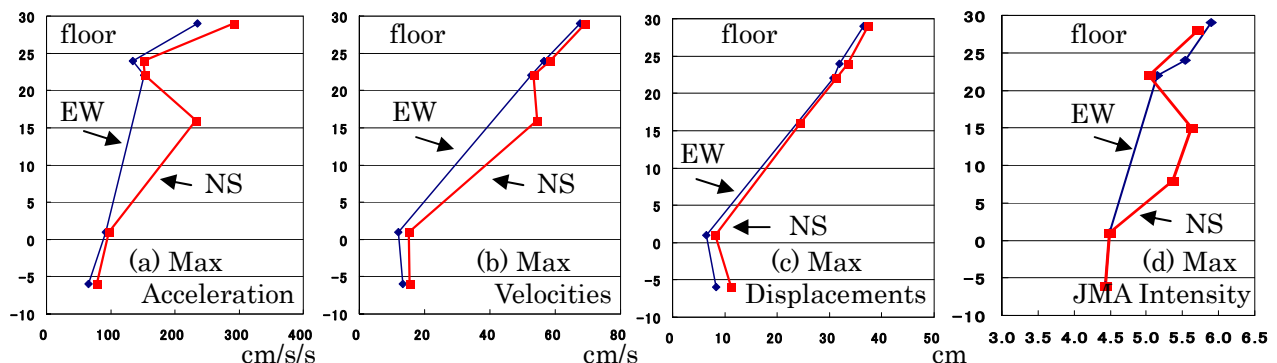 30
25
20
15
10
5
0
-5
-10
floor
EW
NS
(a) Max
Acceleration
0 100 200 300 400
cm/s/s
30
25
20
15
10
5
0
-5
-10
floor
EW
NS
(b) Max
Velocities
0 20 40 60 80
cm/s
30
25
20
15
10
5
0
-5
-10
floor
EW
NS
(c) Max
Displacements
0 10 20 30 40 50
cm
30
25
20
15
10
5
0
-5
-10
floor
EW
NS
(d) Max
JMA Intensity
3.0 3.5 4.0 4.5 5.0 5.5 6.0 6.5